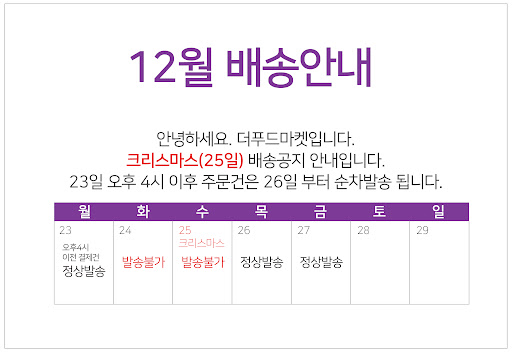 12월 배송안내
안녕하세요. 더푸드마켓입니다.
크리스마스(25일) 배송공지 안내입니다.
23일 오후 4시 이후 주문건은 26일 부터 순차발송 됩니다.
월 화 수 목 금 토 일
23 24 25 26 27 28 29
크리스마스
오후4시
이전 결제건
정상발송 발송불가 발송불가 정상발송 정상발송